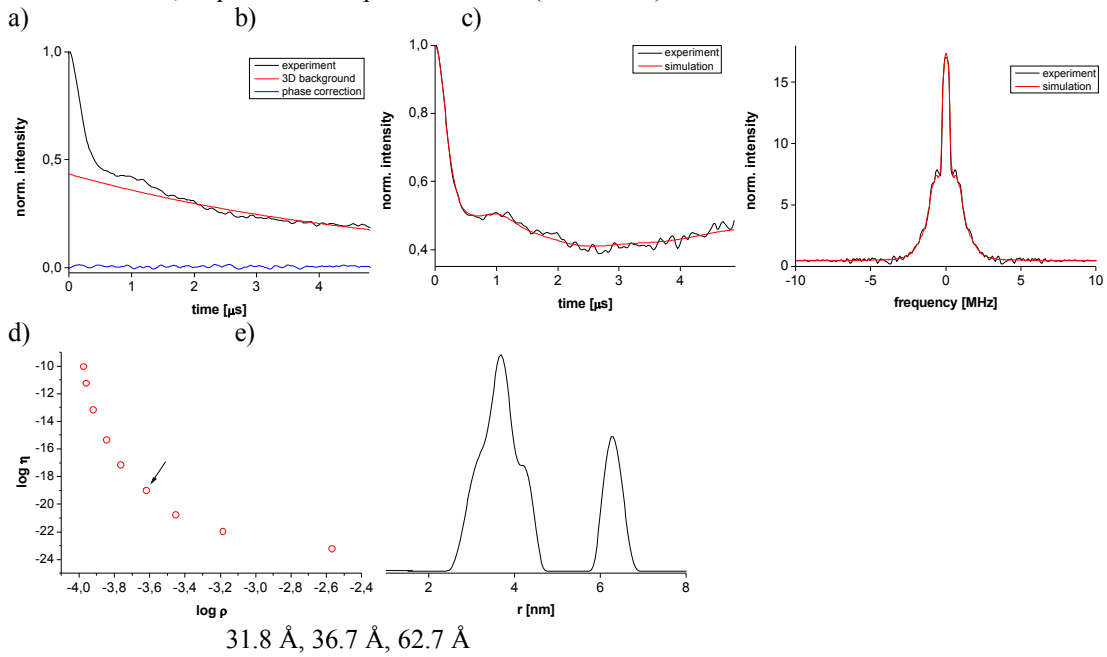 a)
b)
c)
1,0
0,5
0,0
norm. intensity
experiment
3D background
phase correction
0 1 2 3 4
time [µs]
1,0
0,8
0,6
0,4
norm. intensity
experiment
simulation
0 1 2 3 4
time [µs]
15
10
5
0
norm. intensity
experiment
simulation
-10 -5 0 5 10
frequency [MHz]
d)
e)
-10
-12
-14
-16
-18
-20
-22
-24
log η
-4,0 -3,8 -3,6 -3,4 -3,2 -3,0 -2,8 -2,6 -2,4
log ρ
2 4 6 8
r [nm]
31.8 Å, 36.7 Å, 62.7 Å